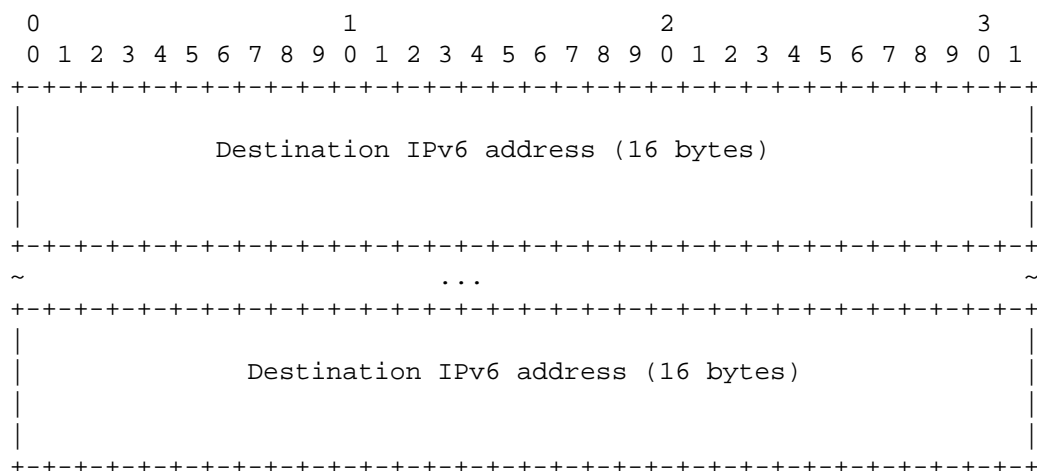 0                   1                   2                   3
 0 1 2 3 4 5 6 7 8 9 0 1 2 3 4 5 6 7 8 9 0 1 2 3 4 5 6 7 8 9 0 1
+-+-+-+-+-+-+-+-+-+-+-+-+-+-+-+-+-+-+-+-+-+-+-+-+-+-+-+-+-+-+-+-+
|                                                               |
|            Destination IPv6 address (16 bytes)                |
|                                                               |
|                                                               |
+-+-+-+-+-+-+-+-+-+-+-+-+-+-+-+-+-+-+-+-+-+-+-+-+-+-+-+-+-+-+-+-+
~                          ...                                  ~
+-+-+-+-+-+-+-+-+-+-+-+-+-+-+-+-+-+-+-+-+-+-+-+-+-+-+-+-+-+-+-+-+
|                                                               |
|              Destination IPv6 address (16 bytes)              |
|                                                               |
|                                                               |
+-+-+-+-+-+-+-+-+-+-+-+-+-+-+-+-+-+-+-+-+-+-+-+-+-+-+-+-+-+-+-+-+